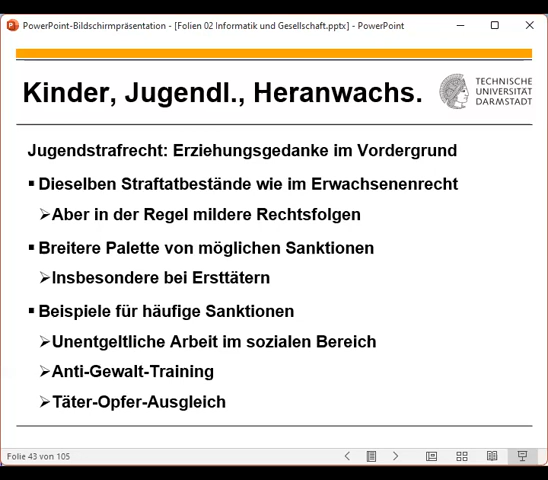 PowerPoint-Bildschirmpräsentation - [Folien 02 Informatik und Gesellschaft.pptx] - PowerPoint
Kinder, Jugendl., Heranwachs.
TECHNISCHE
UNIVERSITÄT
DARMSTADT
Jugendstrafrecht: Erziehungsgedanke im Vordergrund
▪ Dieselben Straftatbestände wie im Erwachsenenrecht
➢Aber in der Regel mildere Rechtsfolgen
▪ Breitere Palette von möglichen Sanktionen
➢Insbesondere bei Ersttätern
▪ Beispiele für häufige Sanktionen
➢Unentgeltliche Arbeit im sozialen Bereich
➢Anti-Gewalt-Training
➢Täter-Opfer-Ausgleich
Folie 43 von 105